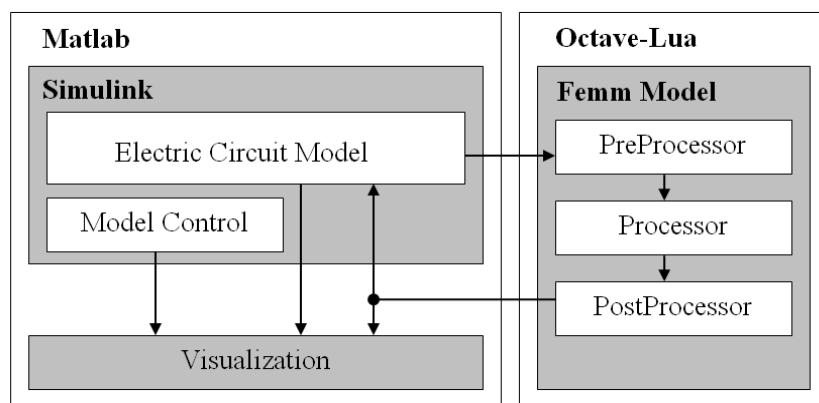 Matlab
Simulink
Electric Circuit Model
Model Control
Visualization
Octave-Lua
Femm Model
PreProcessor
Processor
PostProcessor